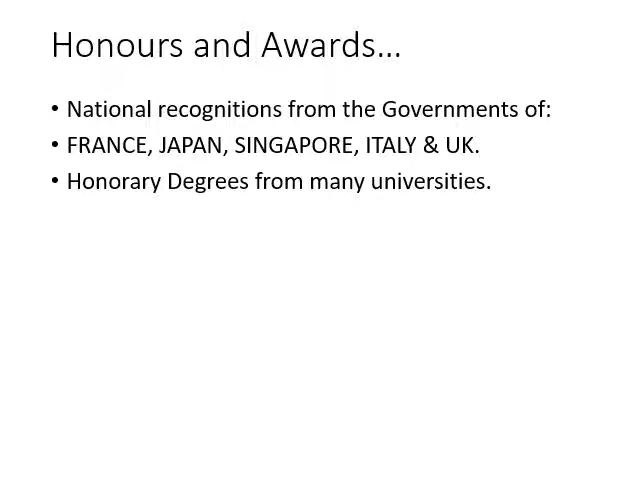 Honours and Awards...
• National recognitions from the Governments of:
• FRANCE, JAPAN, SINGAPORE, ITALY & UK.
• Honorary Degrees from many universities.